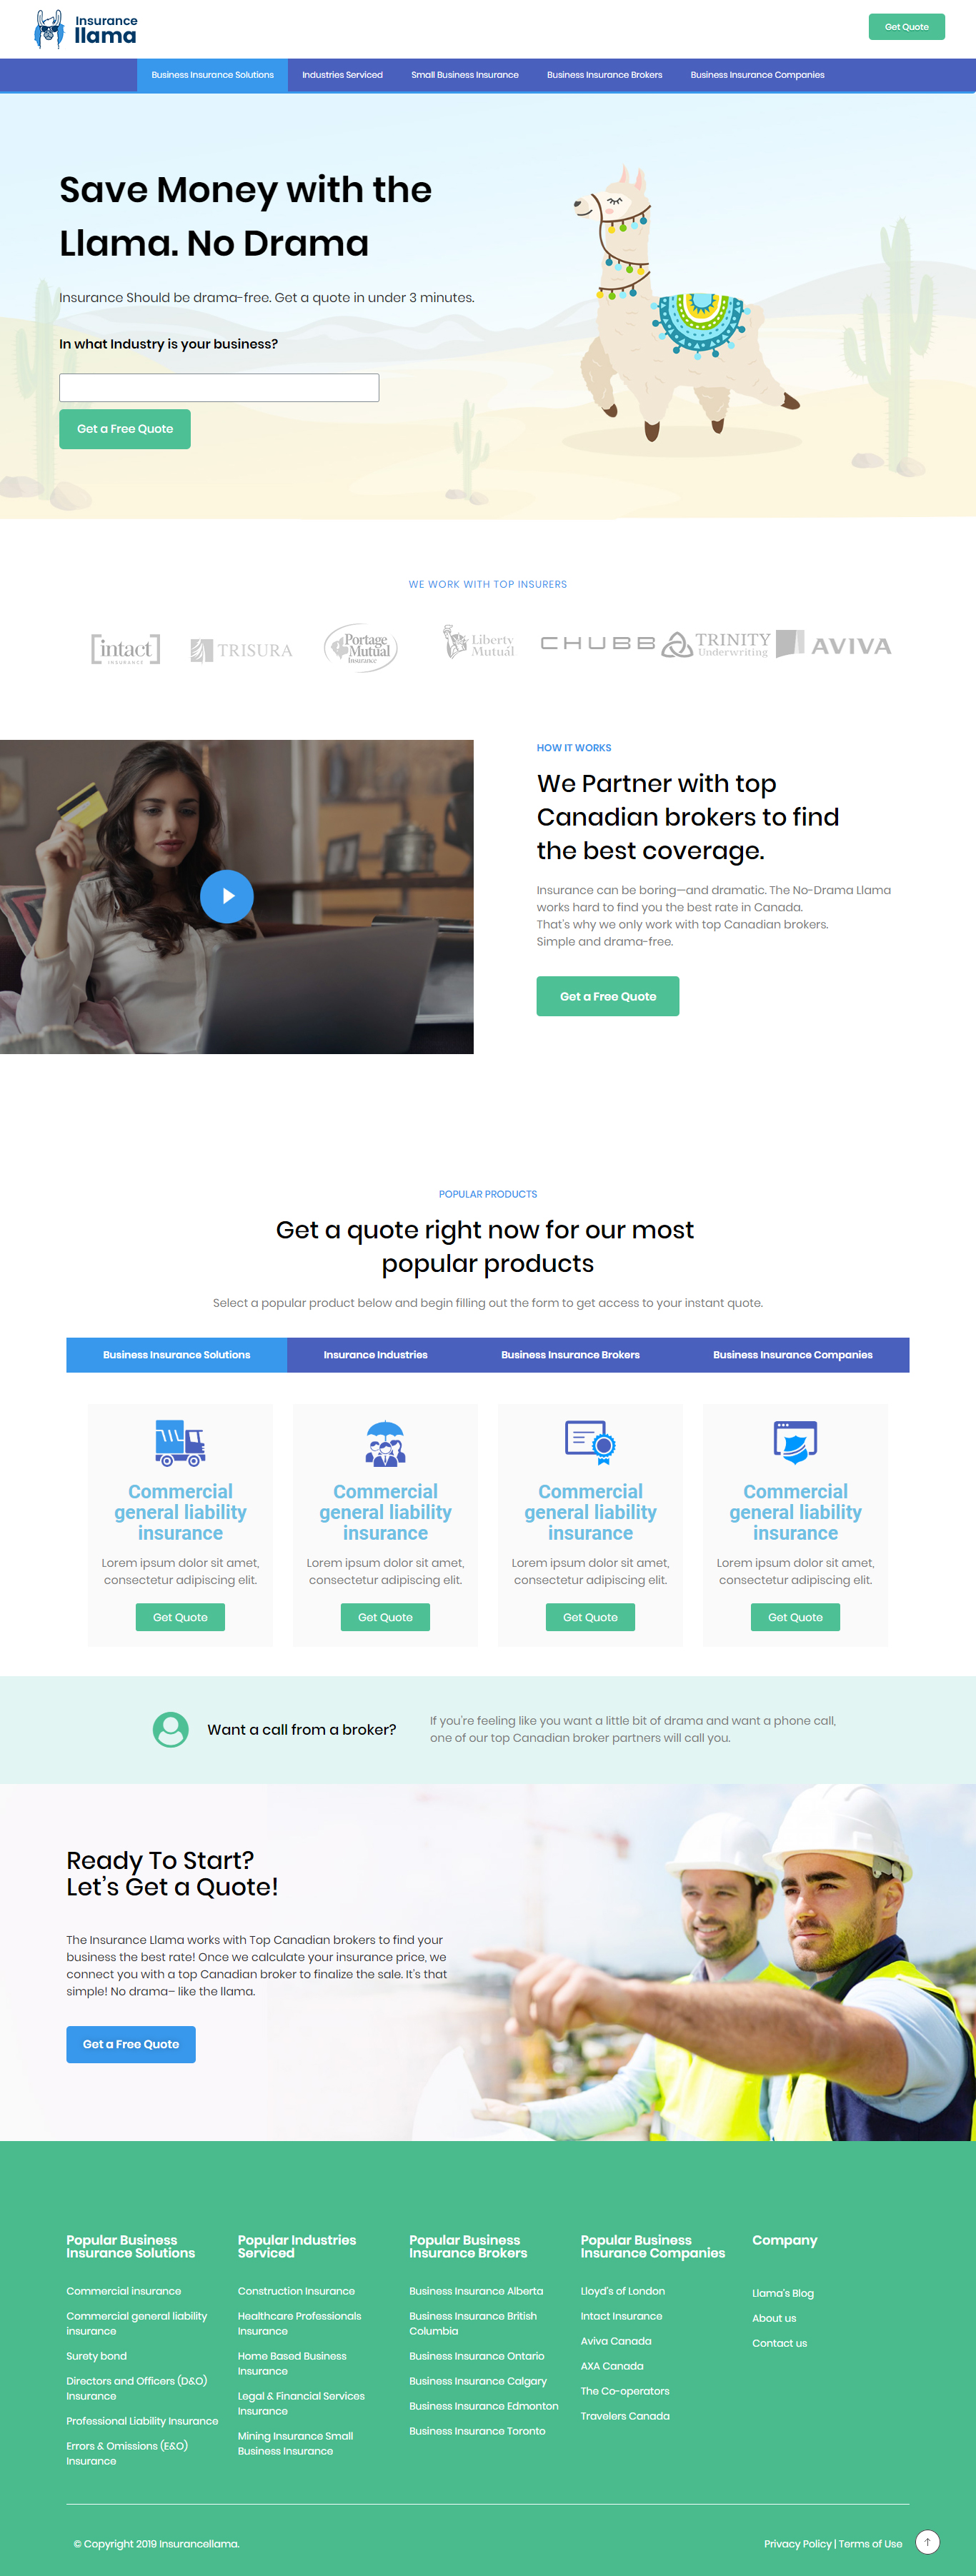 Insurance
llama
Get Quote
Business Insurance Solutions
Industries Serviced
Small Business Insurance
Business Insurance Brokers
Business Insurance Companies
Save Money with the
Llama. No Drama
Insurance Should be drama-free. Get a quote in under 3 minutes.
In what Industry is your business?
Get a Free Quote
WE WORK WITH TOP INSURERS
intact
INSURANCE
TRISURA
Portage
Mutual
Insurance
Liberty
Mutual
CHUBB
TRINITY
Underwriting
AVIVA
HOW IT WORKS
We Partner with top
Canadian brokers to find
the best coverage.
Insurance can be boring—and dramatic. The No-Drama Llama
works hard to find you the best rate in Canada.
That's why we only work with top Canadian brokers.
Simple and drama-free.
Get a Free Quote
POPULAR PRODUCTS
Get a quote right now for our most
popular products
Select a popular product below and begin filling out the form to get access to your instant quote.
Business Insurance Solutions
Insurance Industries
Business Insurance Brokers
Business Insurance Companies
Commercial
general liability
insurance
Lorem ipsum dolor sit amet,
consectetur adipiscing elit.
Get Quote
Commercial
general liability
insurance
Lorem ipsum dolor sit amet,
consectetur adipiscing elit.
Get Quote
Commercial
general liability
insurance
Lorem ipsum dolor sit amet,
consectetur adipiscing elit.
Get Quote
Commercial
general liability
insurance
Lorem ipsum dolor sit amet,
consectetur adipiscing elit.
Get Quote
Want a call from a broker?
If you're feeling like you want a little bit of drama and want a phone call,
one of our top Canadian broker partners will call you.
Ready To Start?
Let's Get a Quote!
The Insurance Llama works with Top Canadian brokers to find your
business the best rate! Once we calculate your insurance price, we
connect you with a top Canadian broker to finalize the sale. It's that
simple! No drama– like the llama.
Get a Free Quote
Popular Business
Insurance Solutions
Commercial insurance
Commercial general liability
insurance
Surety bond
Directors and Officers (D&O)
Insurance
Professional Liability Insurance
Errors & Omissions (E&O)
Insurance
Popular Industries
Serviced
Construction Insurance
Healthcare Professionals
Insurance
Home Based Business
Insurance
Legal & Financial Services
Insurance
Mining Insurance Small
Business Insurance
Popular Business
Insurance Brokers
Business Insurance Alberta
Business Insurance British
Columbia
Business Insurance Ontario
Business Insurance Calgary
Business Insurance Edmonton
Business Insurance Toronto
Popular Business
Insurance Companies
Lloyd's of London
Intact Insurance
Aviva Canada
AXA Canada
The Co-operators
Travelers Canada
Company
Llama's Blog
About us
Contact us
© Copyright 2019 Insurancellama.
Privacy Policy | Terms of Use